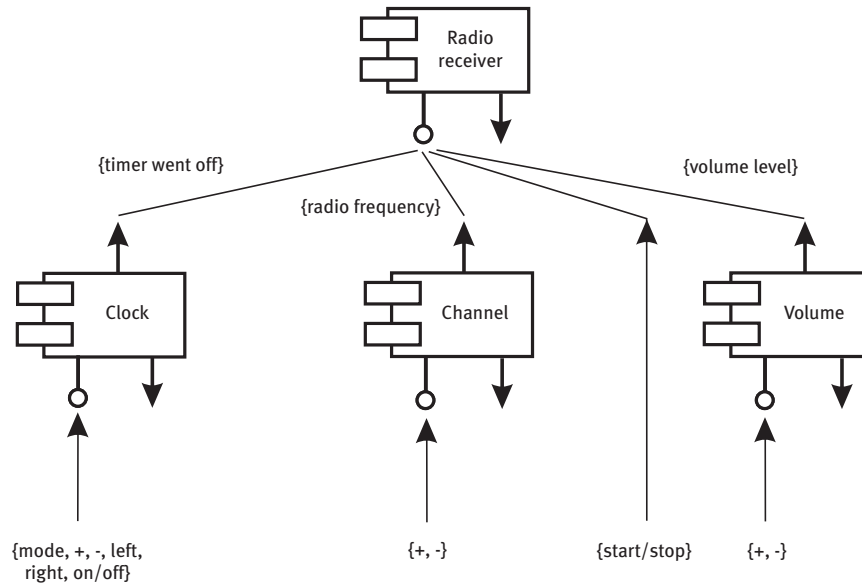 Radio
receiver
{timer went off}
{volume level}
{radio frequency}
Clock
Channel
Volume
{mode, +, -, left,
right, on/off}
{+, -}
{start/stop}
{+, -}